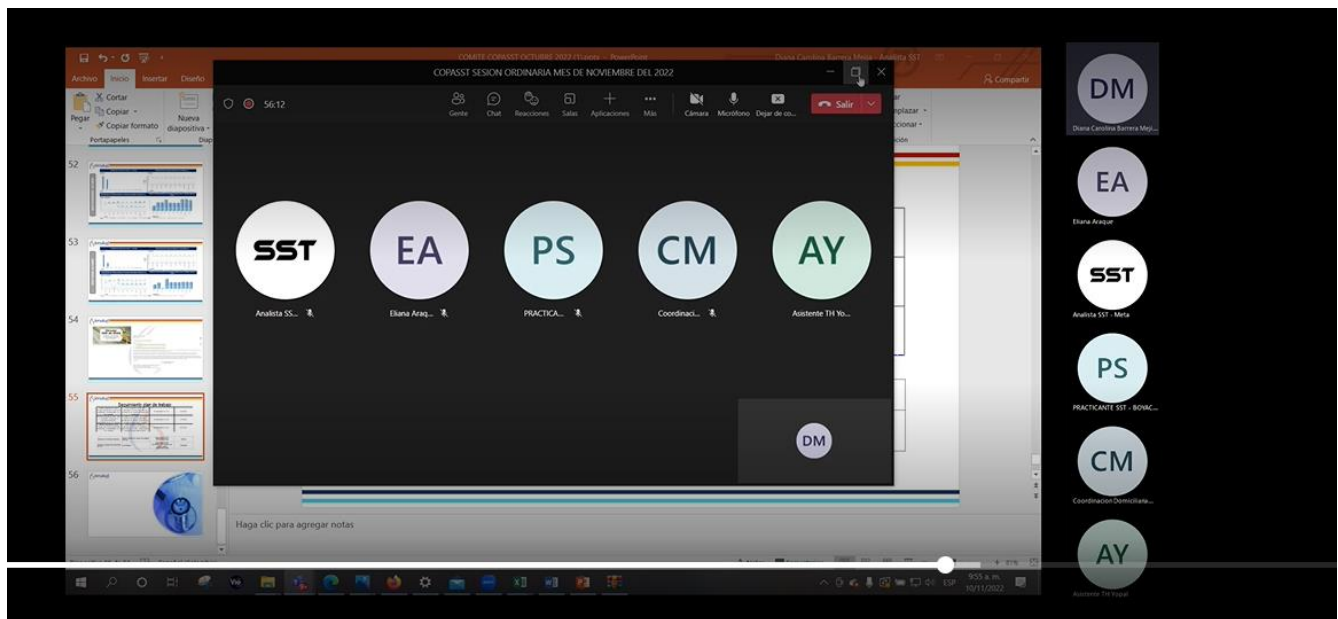 COMITE COPASST OCTUBRE 2022 (1).pptx - PowerPoint
Diana Carolina Barrera Mejia - Analista SST
Archivo Inicio Insertar Diseño
COPASST SESION ORDINARIA MES DE NOVIEMBRE DEL 2022
Compartir
Cortar
Copiar
Copiar formato
Pegar
Nueva
diapositiva
Portapapeles
56:12
Gente Chat Reacciones Salas Aplicaciones Más Cámara Micrófono Dejar de co... Salir
52
53
54
55
56
SST
EA
PS
CM
AY
Analista SS...
Eliana Araq...
PRACTICA...
Coordinaci...
Asistente TH Yo...
DM
Haga clic para agregar notas
ESP
9:55 a. m.
10/11/2022
DM
Diana Carolina Barrera Meji...
EA
Eliana Araque
SST
Analista SST - Meta
PS
PRACTICANTE SST - BOYAC...
CM
Coordinacion Domiciliaria...
AY
Asistente TH Yopal